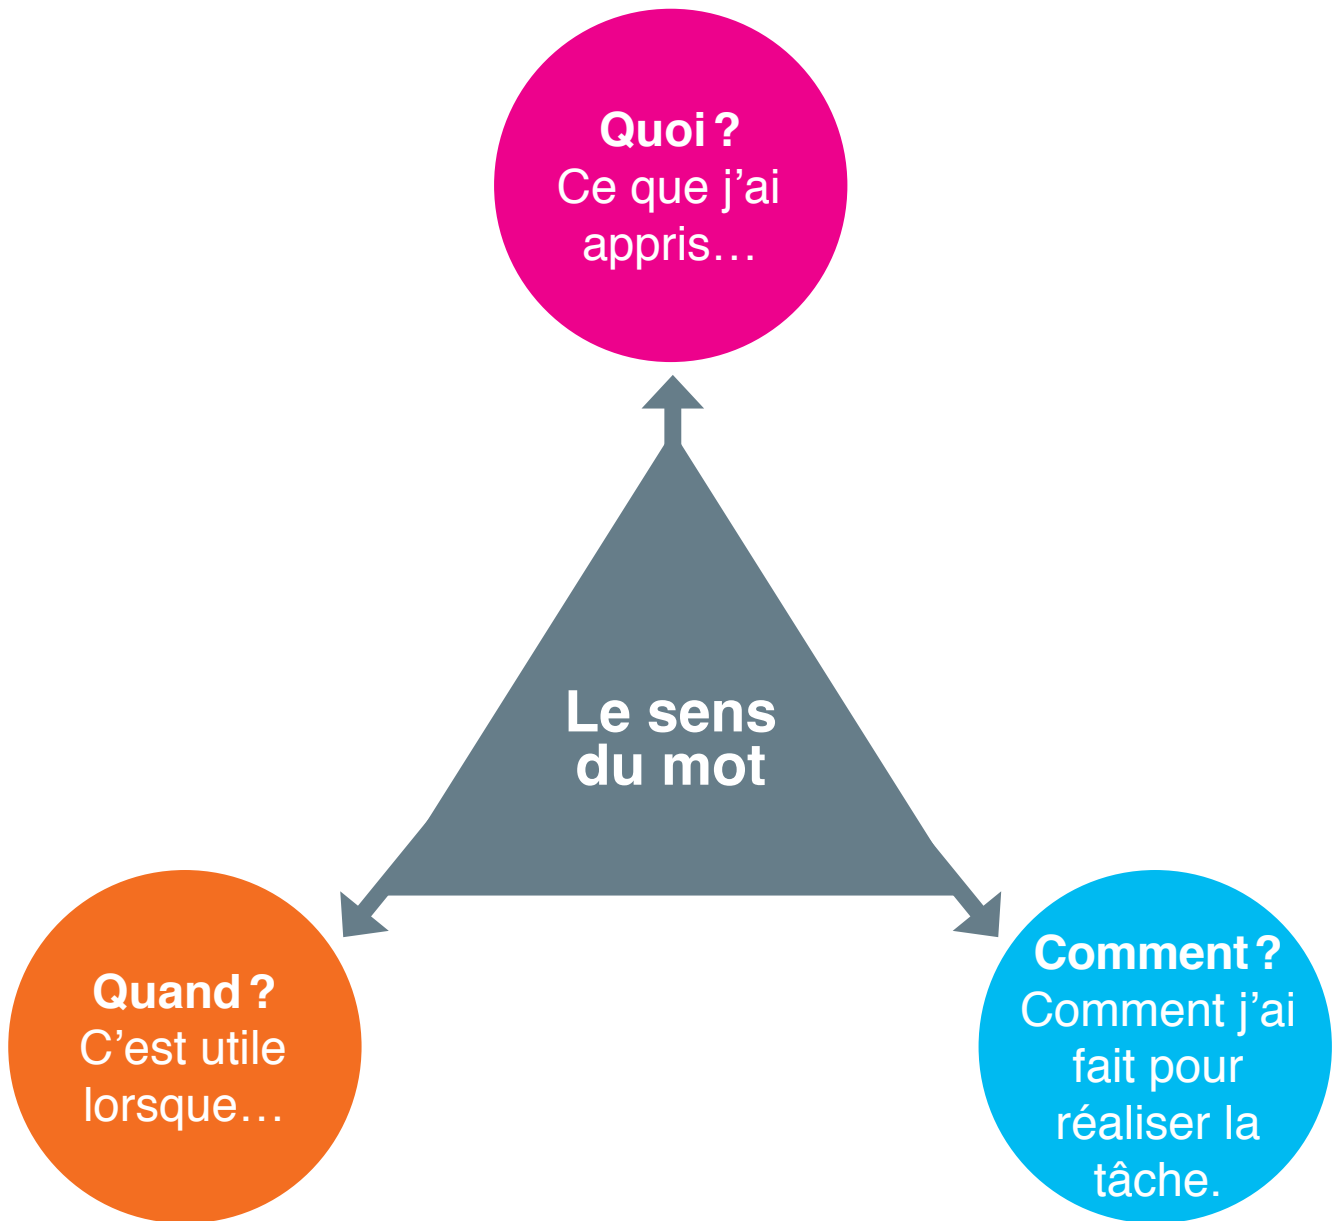 Quoi ?
Ce que j’ai
appris…
Le sens
du mot
Quand ?
C’est utile
lorsque…
Comment ?
Comment j’ai
fait pour
réaliser la
tâche.